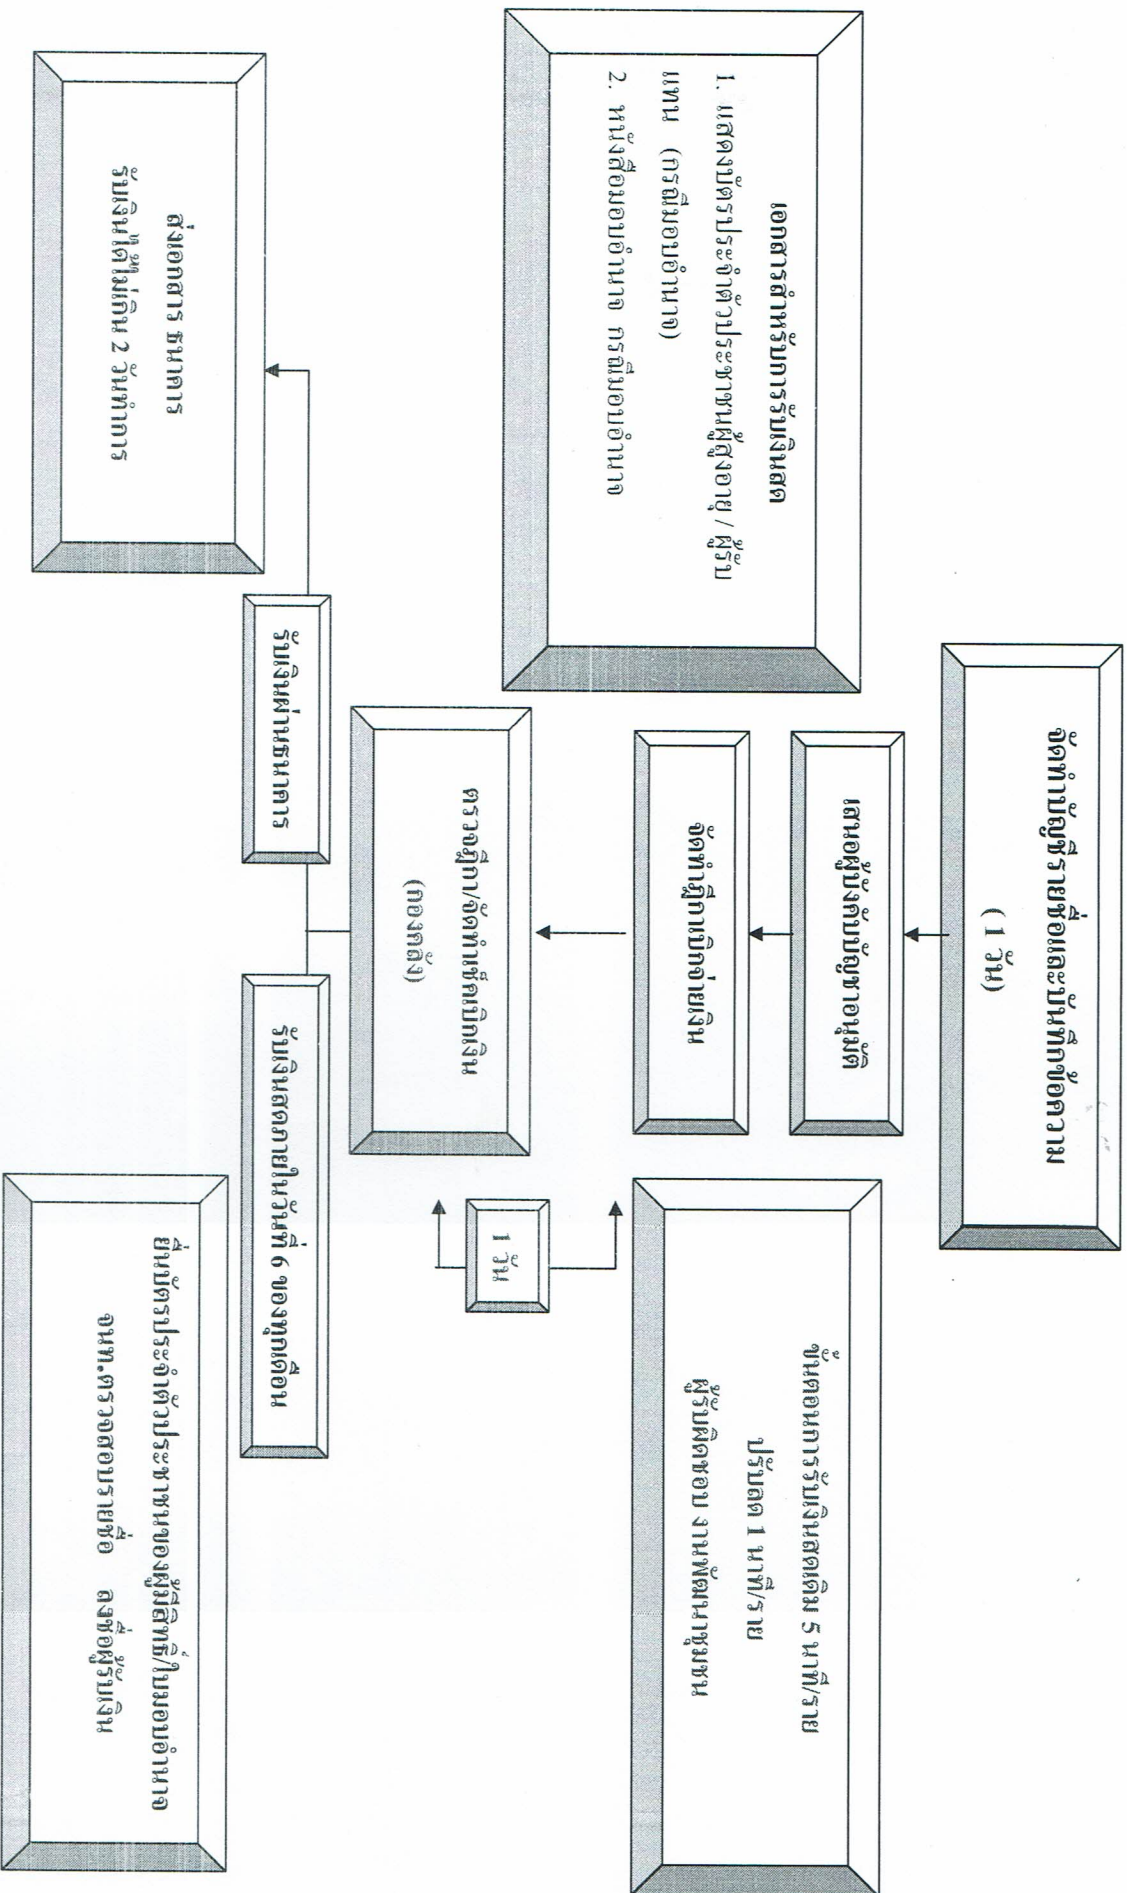 จัดทำบัญชีรายชื่อและบันทึกข้อความ
(1 วัน)
เสนอผู้บังคับบัญชาอนุมัติ
จัดทำฎีกาเบิกจ่ายเงิน
เอกสารสำหรับการรับเงินสด
1. แสดงบัตรประจำตัวประชาชนผู้สูงอายุ / ผู้รับ
แทน (กรณีมอบอำนาจ)
2. หนังสือมอบอำนาจ กรณีมอบอำนาจ
ขั้นตอนการรับเงินสดเดิม 5 นาที/ราย
ปรับลด 1 นาที/ราย
ผู้รับผิดชอบ งานพัฒนาชุมชน
1 วัน
ตรวจฎีกา/จัดทำเช็คเบิกเงิน
(กองคลัง)
รับเงินผ่านธนาคาร
รับเงินสดภายในวันที่ 6 ของทุกเดือน
ส่งเอกสาร ธนาคาร
รับเงินได้ไม่เกิน 2 วันทำการ
ยื่นบัตรประจำตัวประชาชนของผู้มีสิทธิ์/ใบมอบอำนาจ
จนท.ตรวจสอบรายชื่อ ลงชื่อผู้รับเงิน